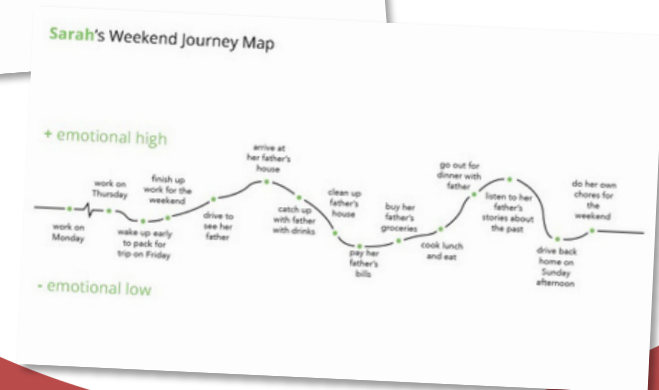 Sarah's Weekend Journey Map
+ emotional high
work on
Monday
work on
Thursday
wake up early
to pack for
trip on Friday
finish up
work for the
weekend
drive to
see her
father
arrive at
her father's
house
catch up
with father
with drinks
clean up
father's
house
pay her
father's
bills
buy her
father's
groceries
cook lunch
and eat
go out for
dinner with
father
listen to her
father's
stories about
the past
drive back
home on
Sunday
afternoon
do her own
chores for
the
weekend
- emotional low